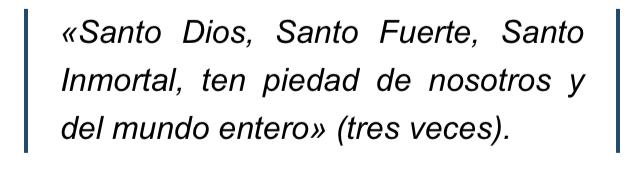 «Santo Dios, Santo Fuerte, Santo
Inmortal, ten piedad de nosotros y
del mundo entero» (tres veces).